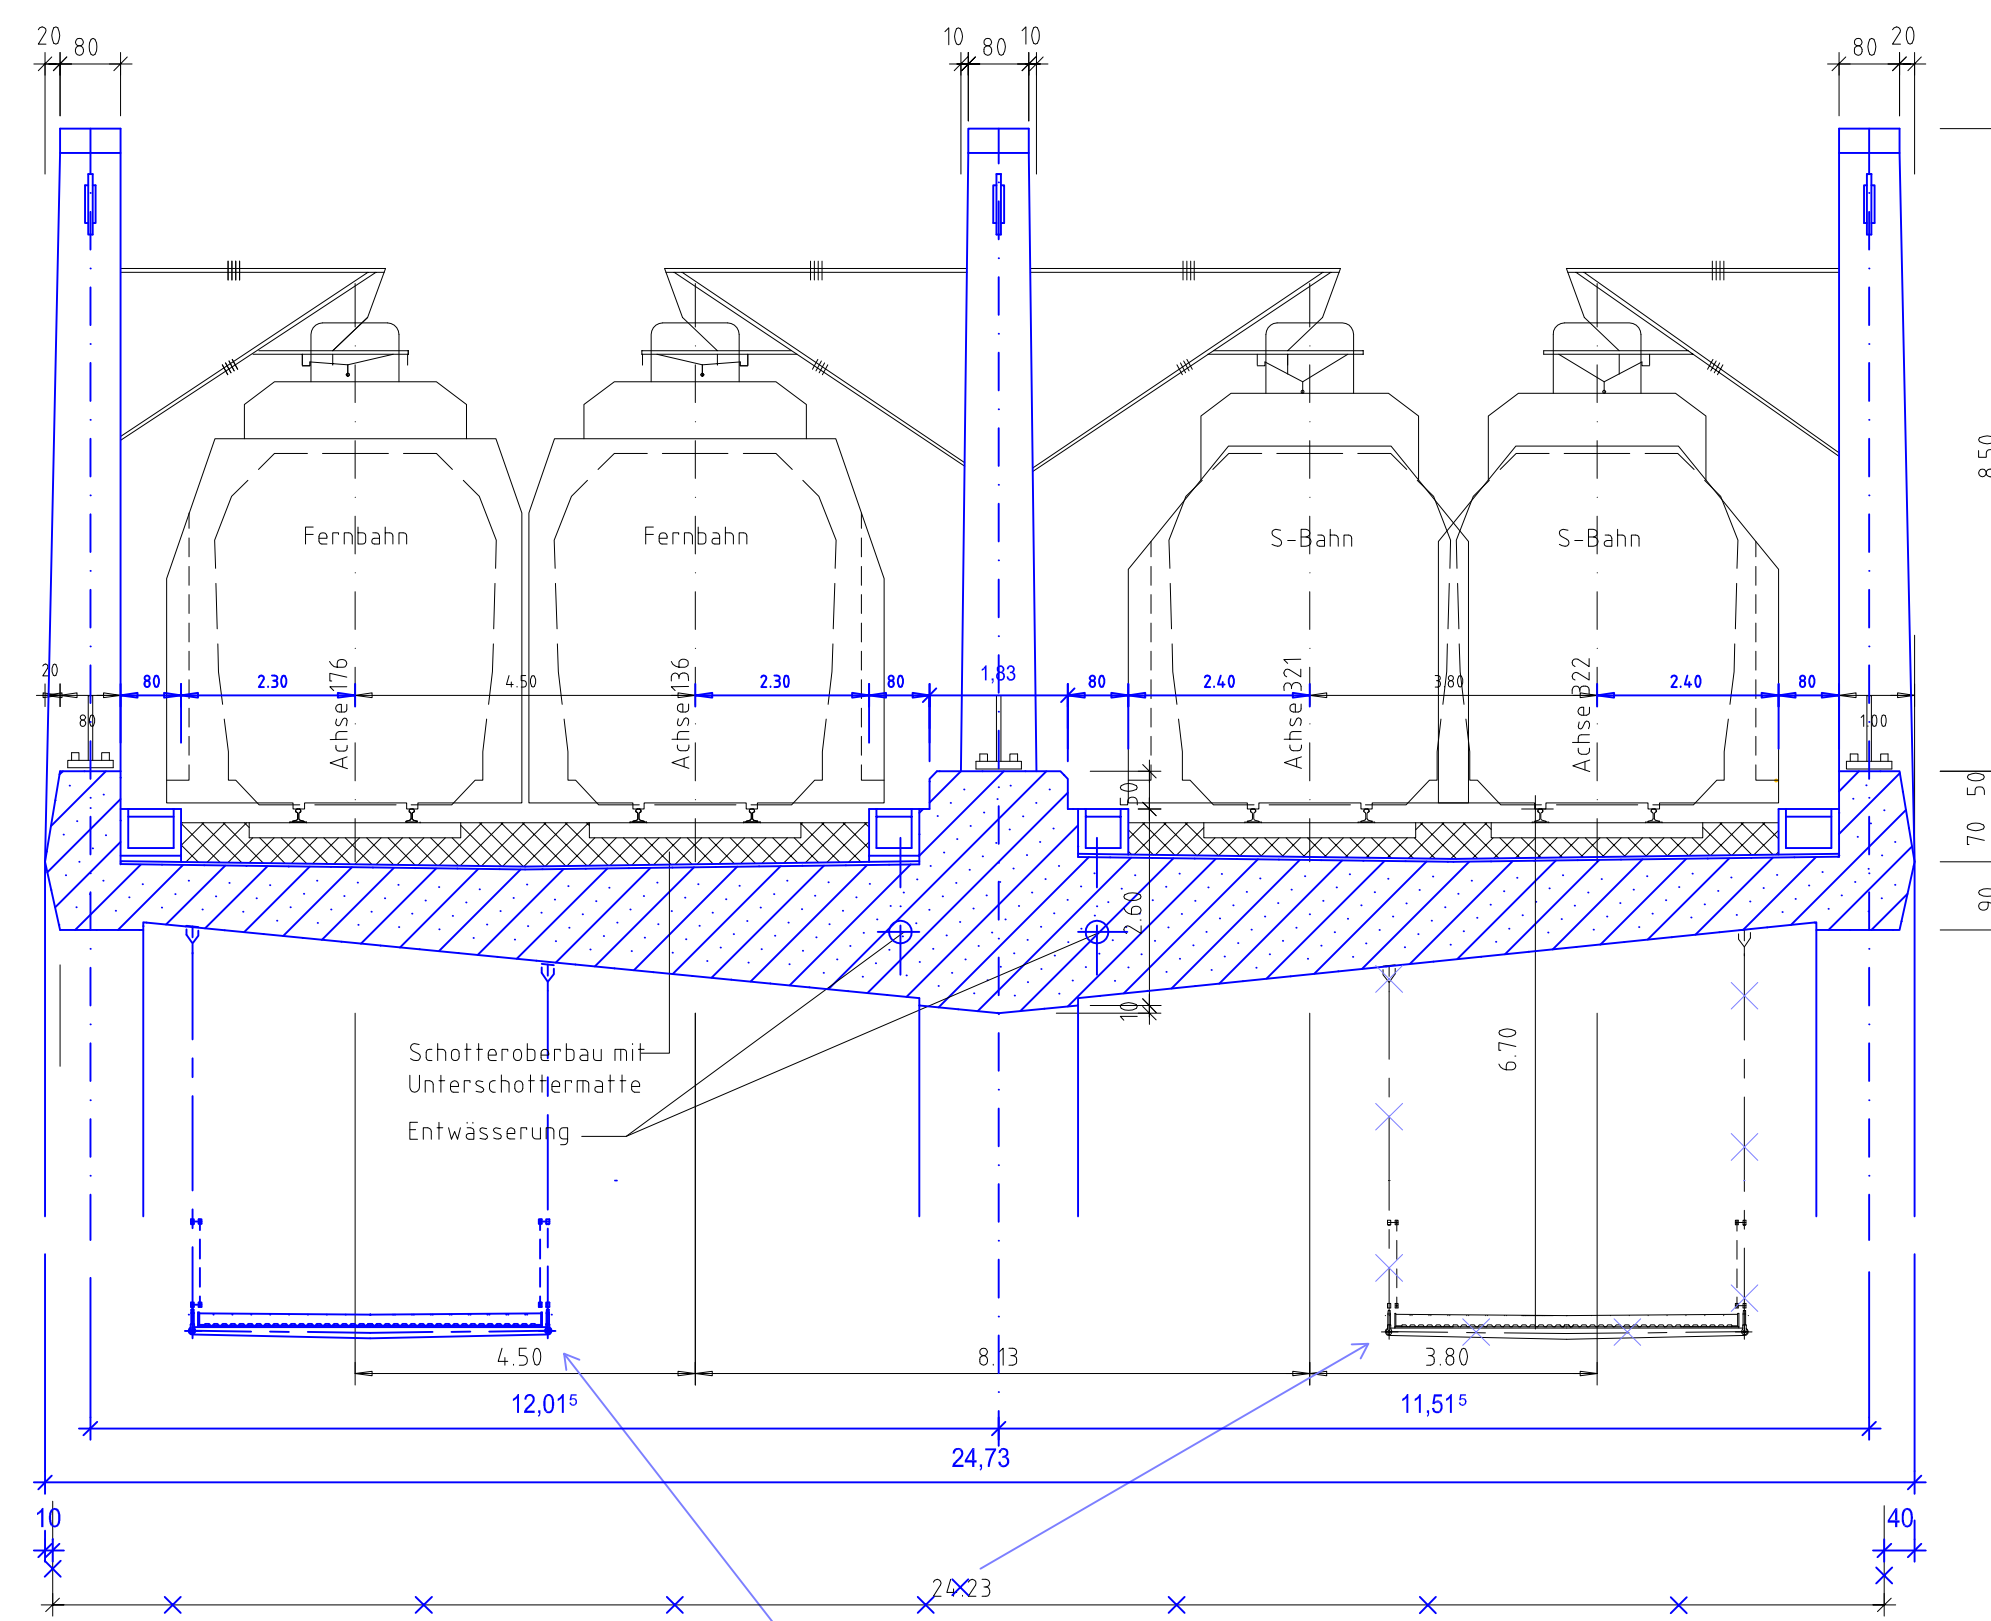 20 80 10 80 10 80 20
8.50
Fernbahn Fernbahn S-Bahn S-Bahn
Achse 176 Achse 136 Achse 321 Achse 322
20 80 2.30 4.50 2.30 80 1,83 80 2.40 3.80 2.40 80
80 1.00
50 50
70
2.60 90
10
Schotteroberbau mit
Unterschottermatte
6.70
Entwässerung
4.50 8.13 3.80
12,01⁵ 11,51⁵
24,73
10 40
24.23